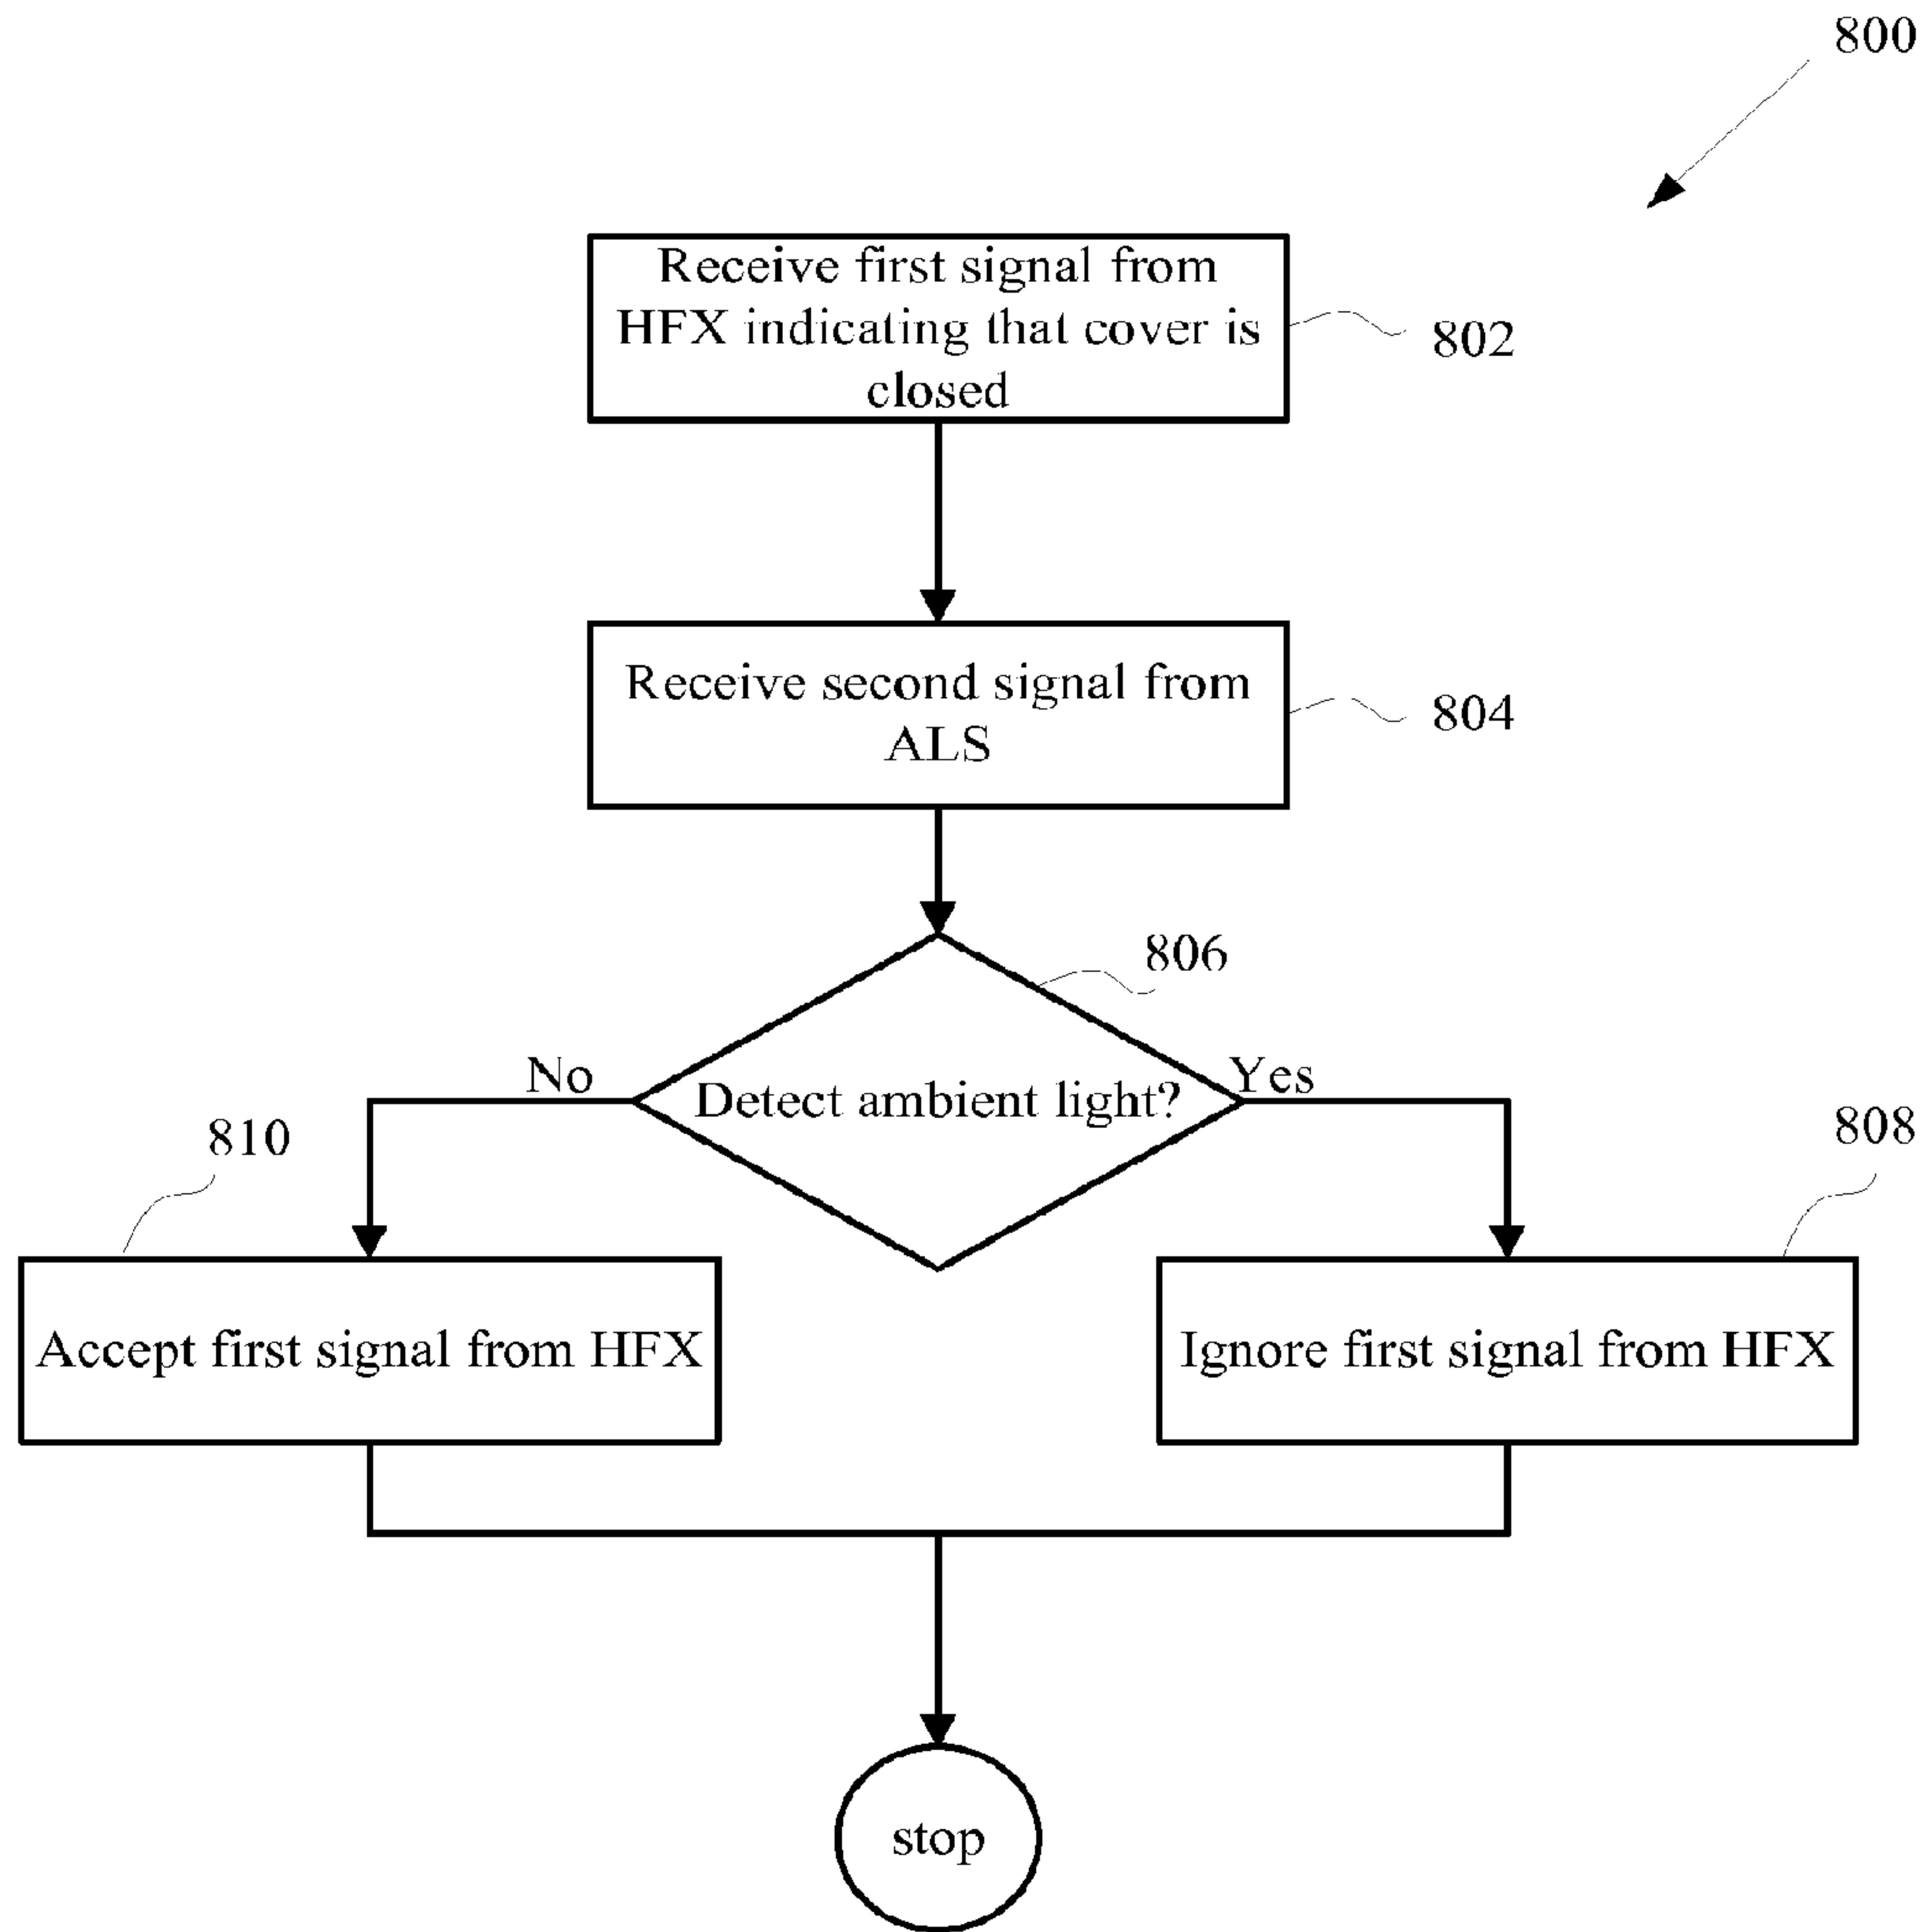 800
Receive first signal from
HFX indicating that cover is
closed
802
Receive second signal from
ALS
804
806
No
Detect ambient light?
Yes
810
808
Accept first signal from HFX
Ignore first signal from HFX
stop